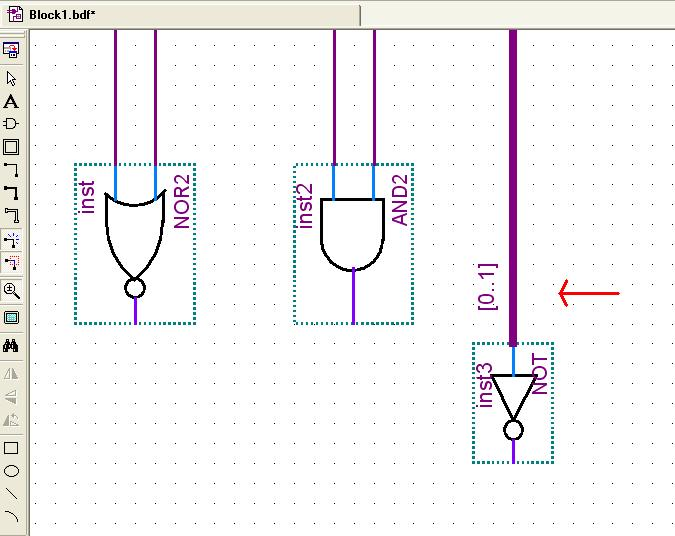 Block1.bdf*
A
inst
NOR2
inst2
AND2
[0..1]
inst3
NOT